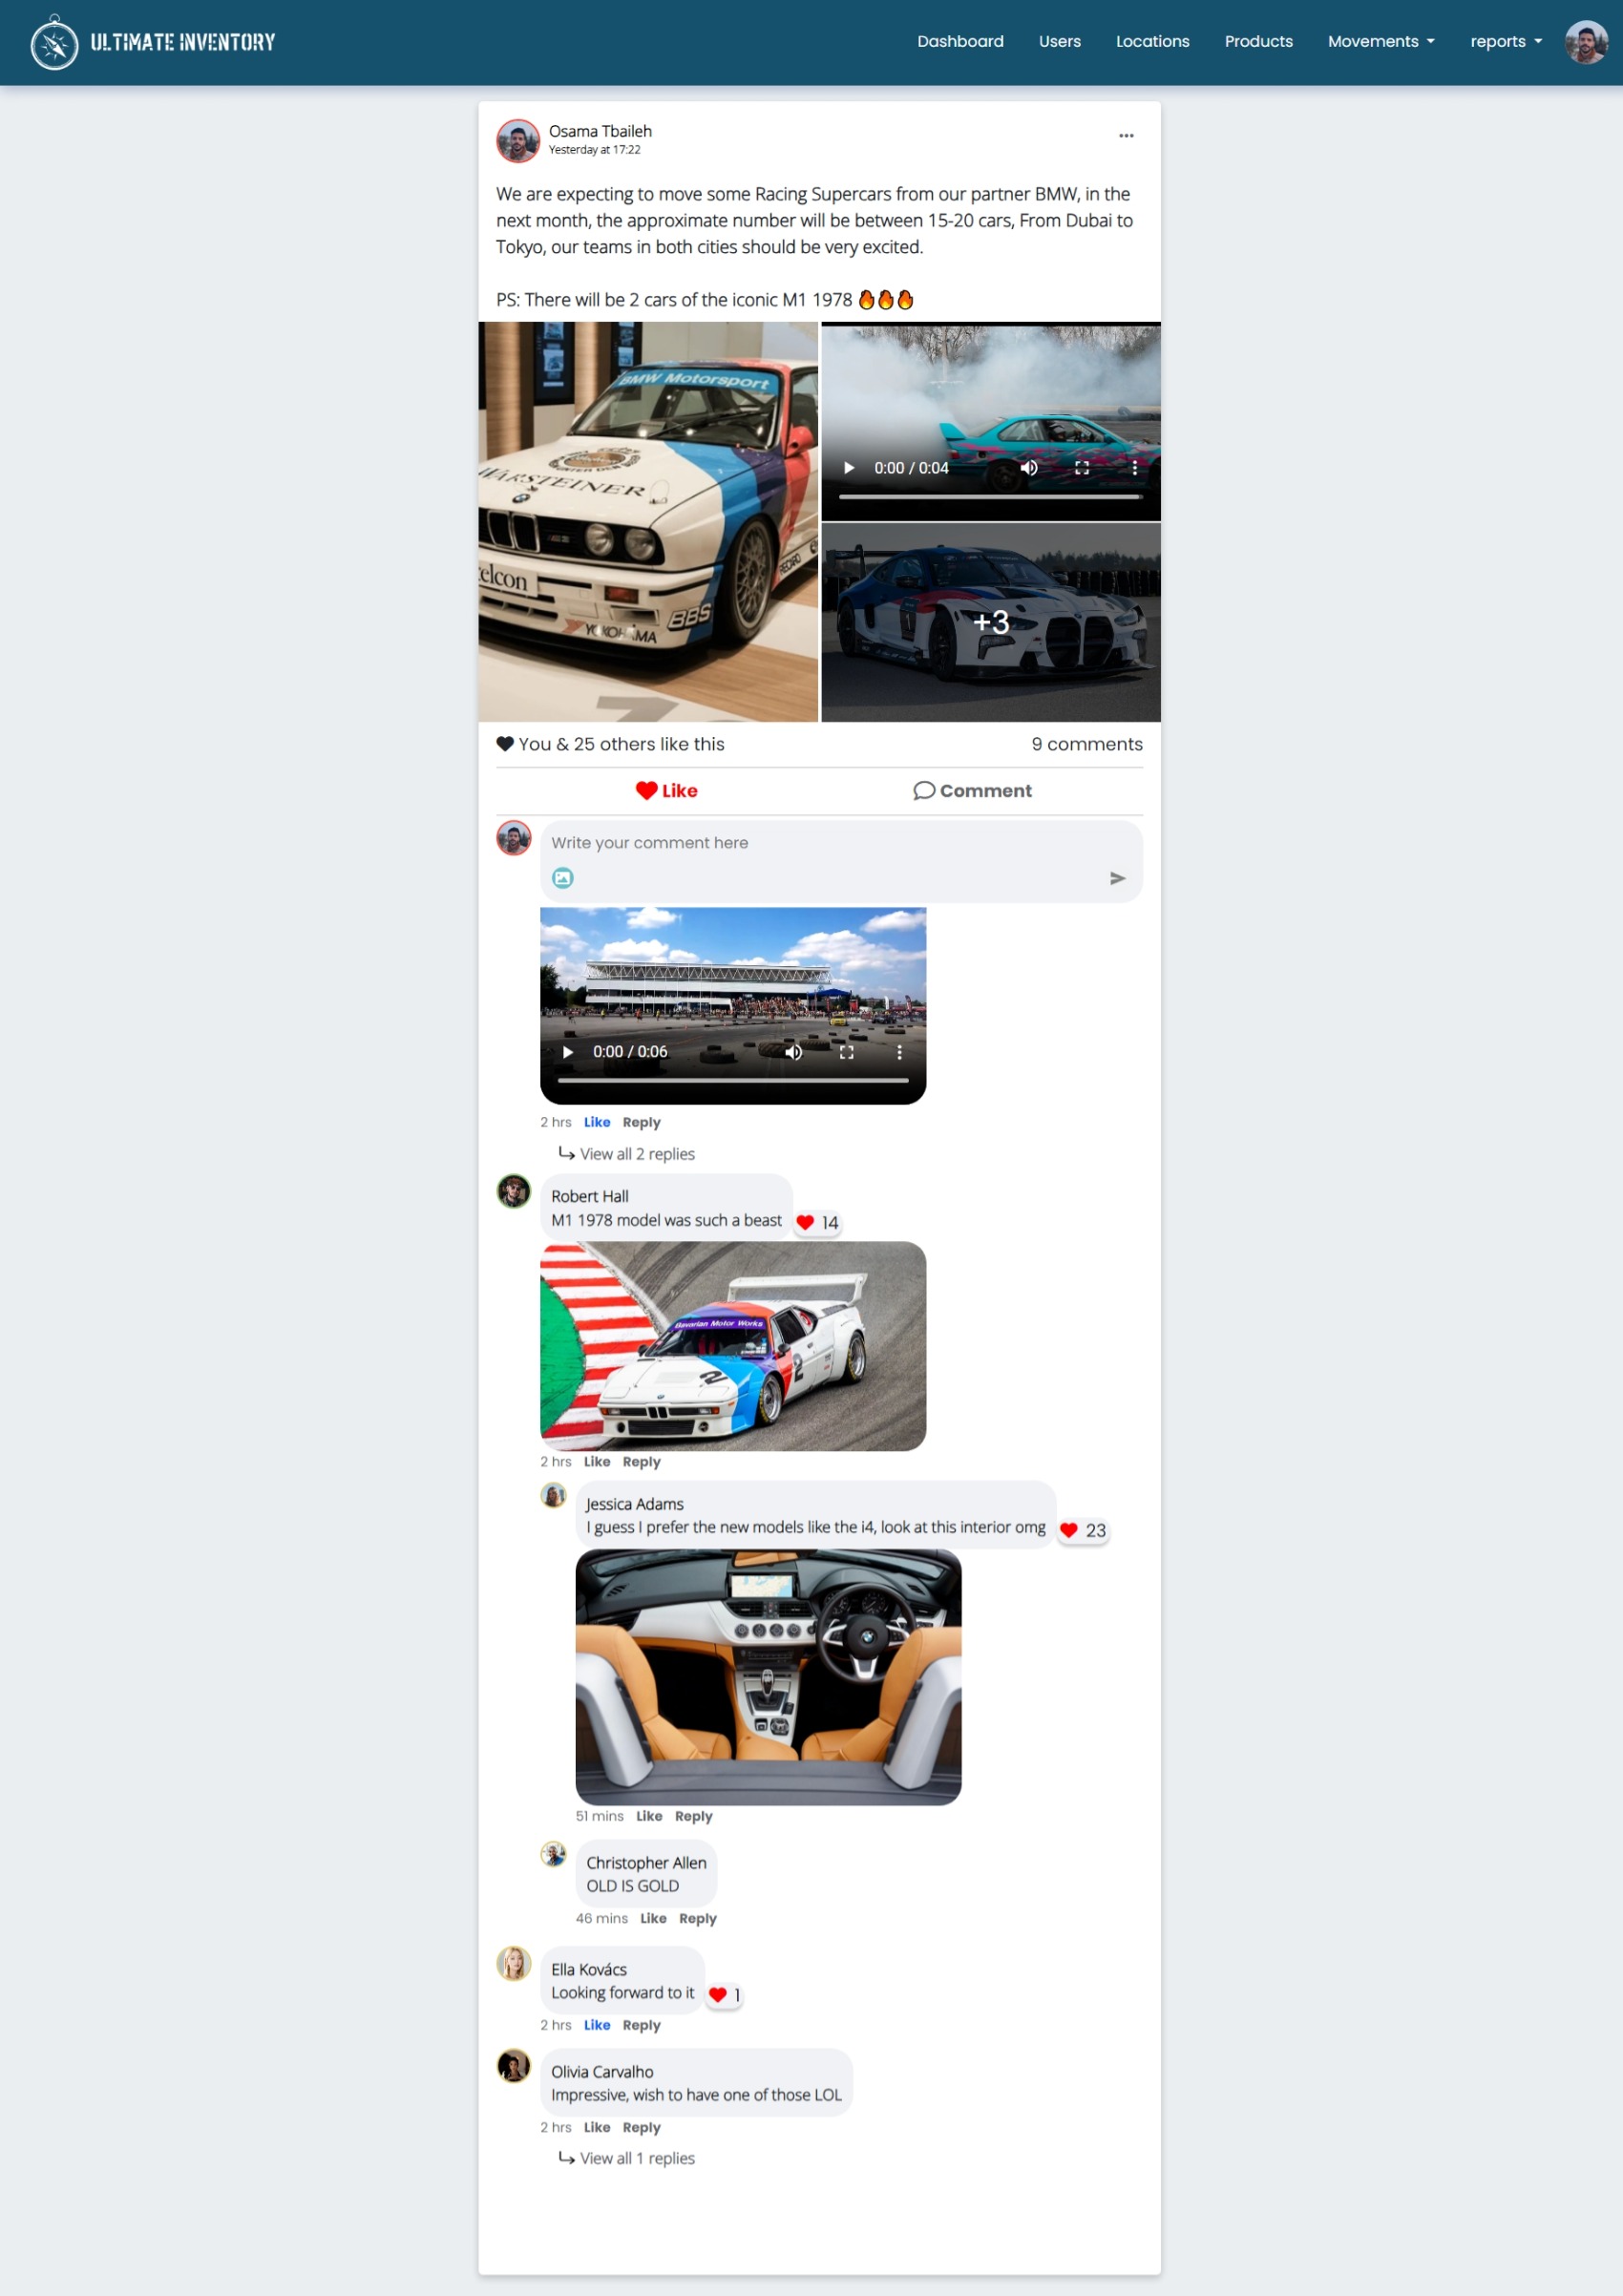 ULTIMATE INVENTORY
Dashboard
Users
Locations
Products
Movements
reports
Osama Tbaileh
Yesterday at 17:22
We are expecting to move some Racing Supercars from our partner BMW, in the
next month, the approximate number will be between 15-20 cars, From Dubai to
Tokyo, our teams in both cities should be very excited.
PS: There will be 2 cars of the iconic M1 1978 🔥🔥🔥
BMW Motorsport
WARSTEINER
elcon
BBS
YOKOHAMA
RECARO
0:00 / 0:04
+3
You & 25 others like this
9 comments
Like
Comment
Write your comment here
0:00 / 0:06
2 hrs Like Reply
View all 2 replies
Robert Hall
M1 1978 model was such a beast
14
Bavarian Motor Works
2
2
2 hrs Like Reply
Jessica Adams
I guess I prefer the new models like the i4, look at this interior omg
23
51 mins Like Reply
Christopher Allen
OLD IS GOLD
46 mins Like Reply
Ella Kovács
Looking forward to it
1
2 hrs Like Reply
Olivia Carvalho
Impressive, wish to have one of those LOL
2 hrs Like Reply
View all 1 replies